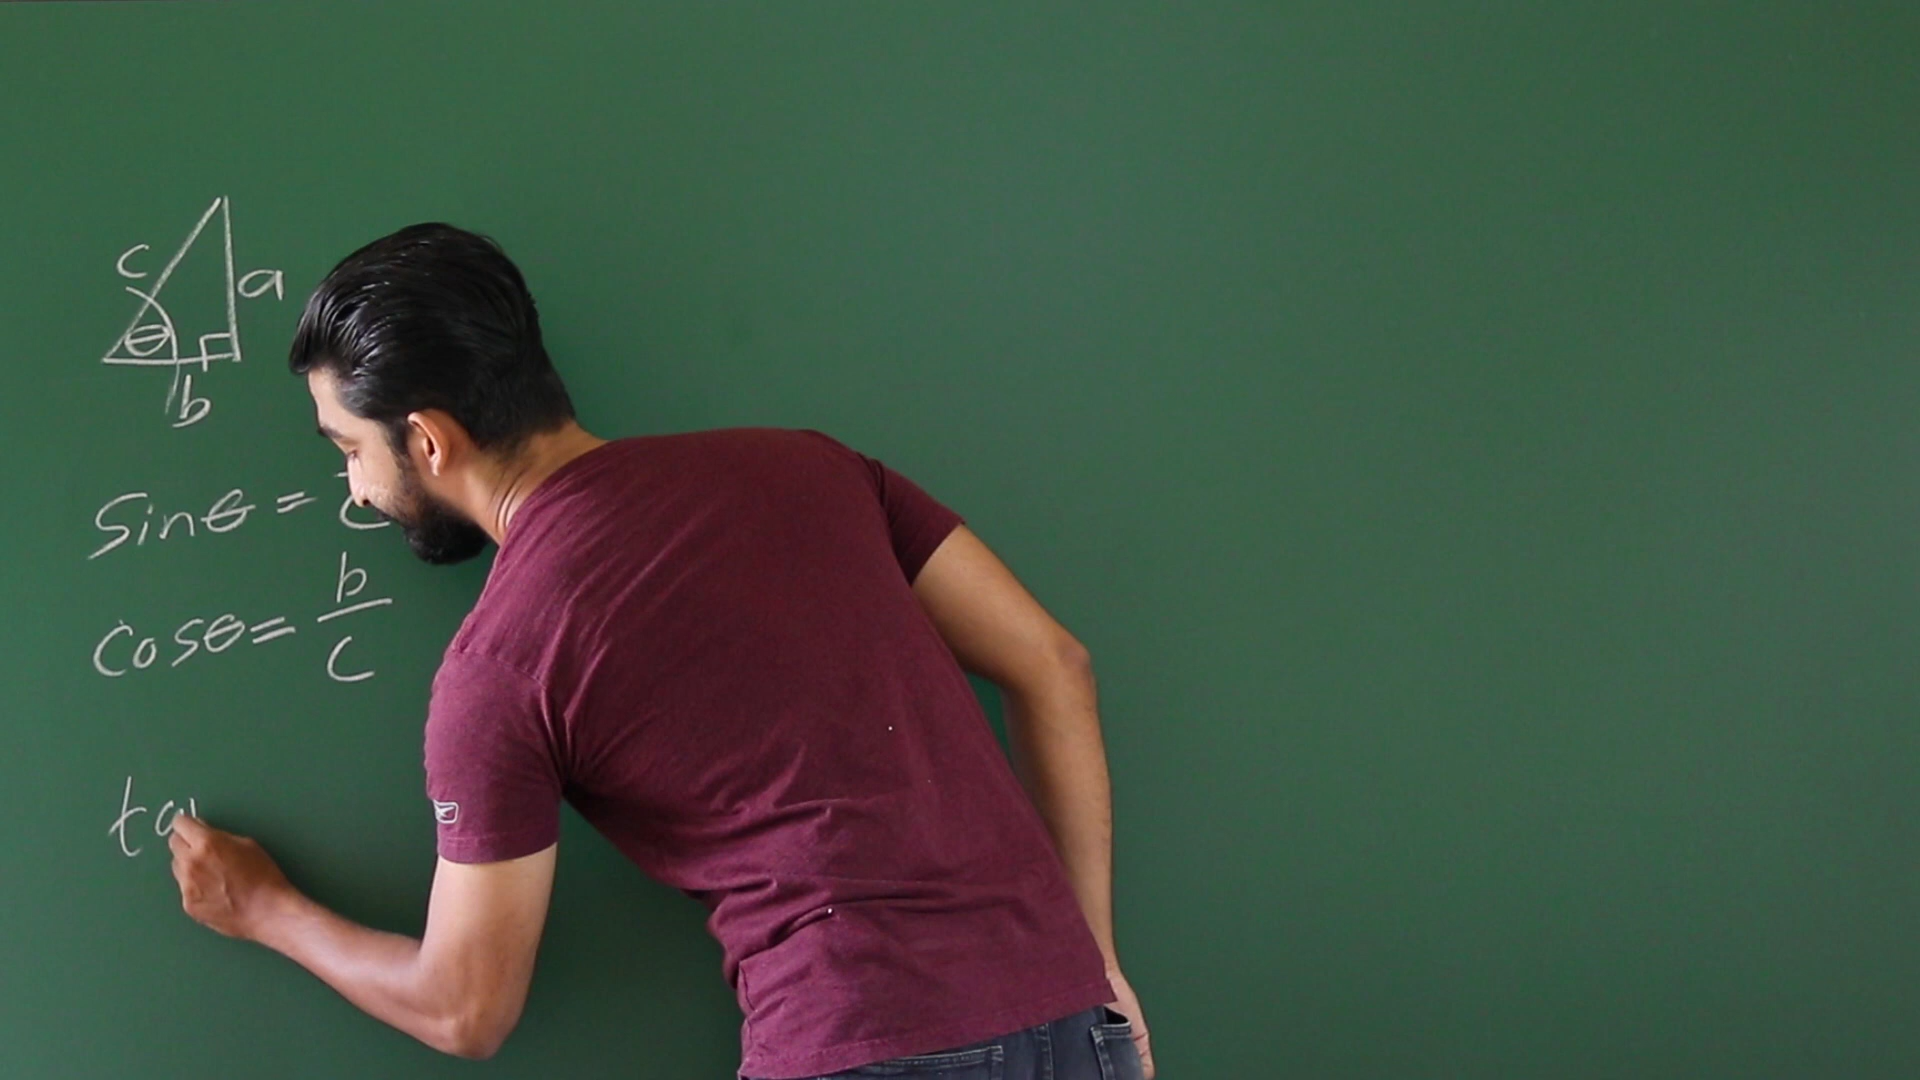 c
a
θ
b
Sinθ =
cosθ = b/c
ta